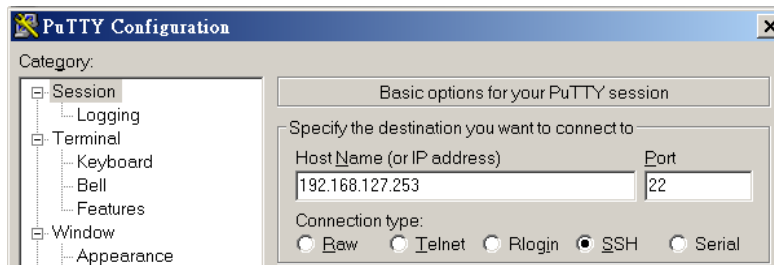 PuTTY Configuration
Category:
Session
Logging
Terminal
Keyboard
Bell
Features
Window
Appearance
Basic options for your PuTTY session
Specify the destination you want to connect to
Host Name (or IP address)
Port
192.168.127.253
22
Connection type:
Raw Telnet Rlogin SSH Serial